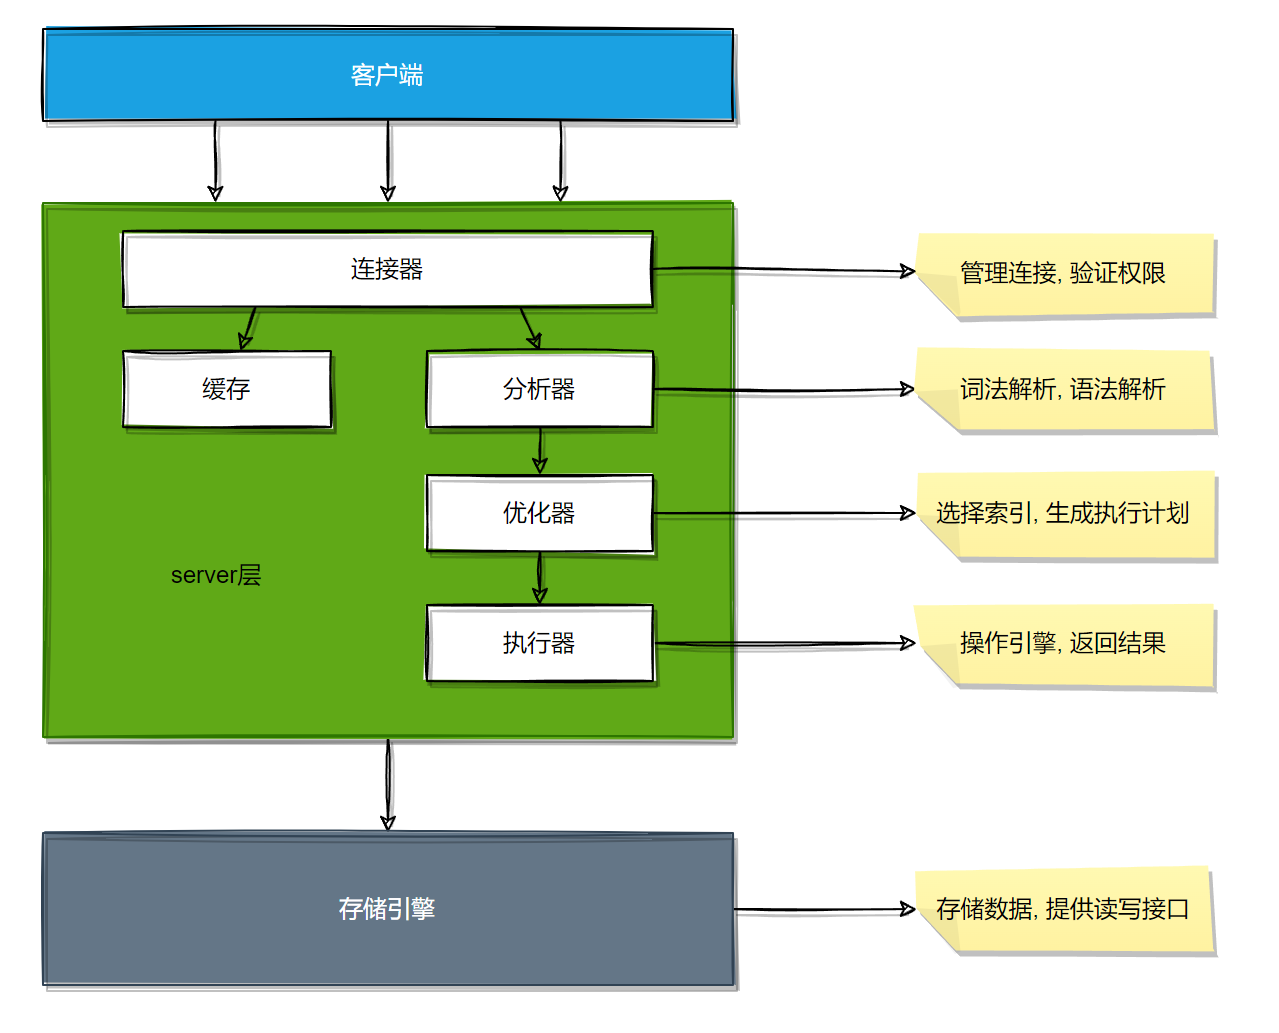 客户端
连接器
管理连接, 验证权限
缓存
分析器
词法解析, 语法解析
优化器
选择索引, 生成执行计划
server层
执行器
操作引擎, 返回结果
存储引擎
存储数据, 提供读写接口